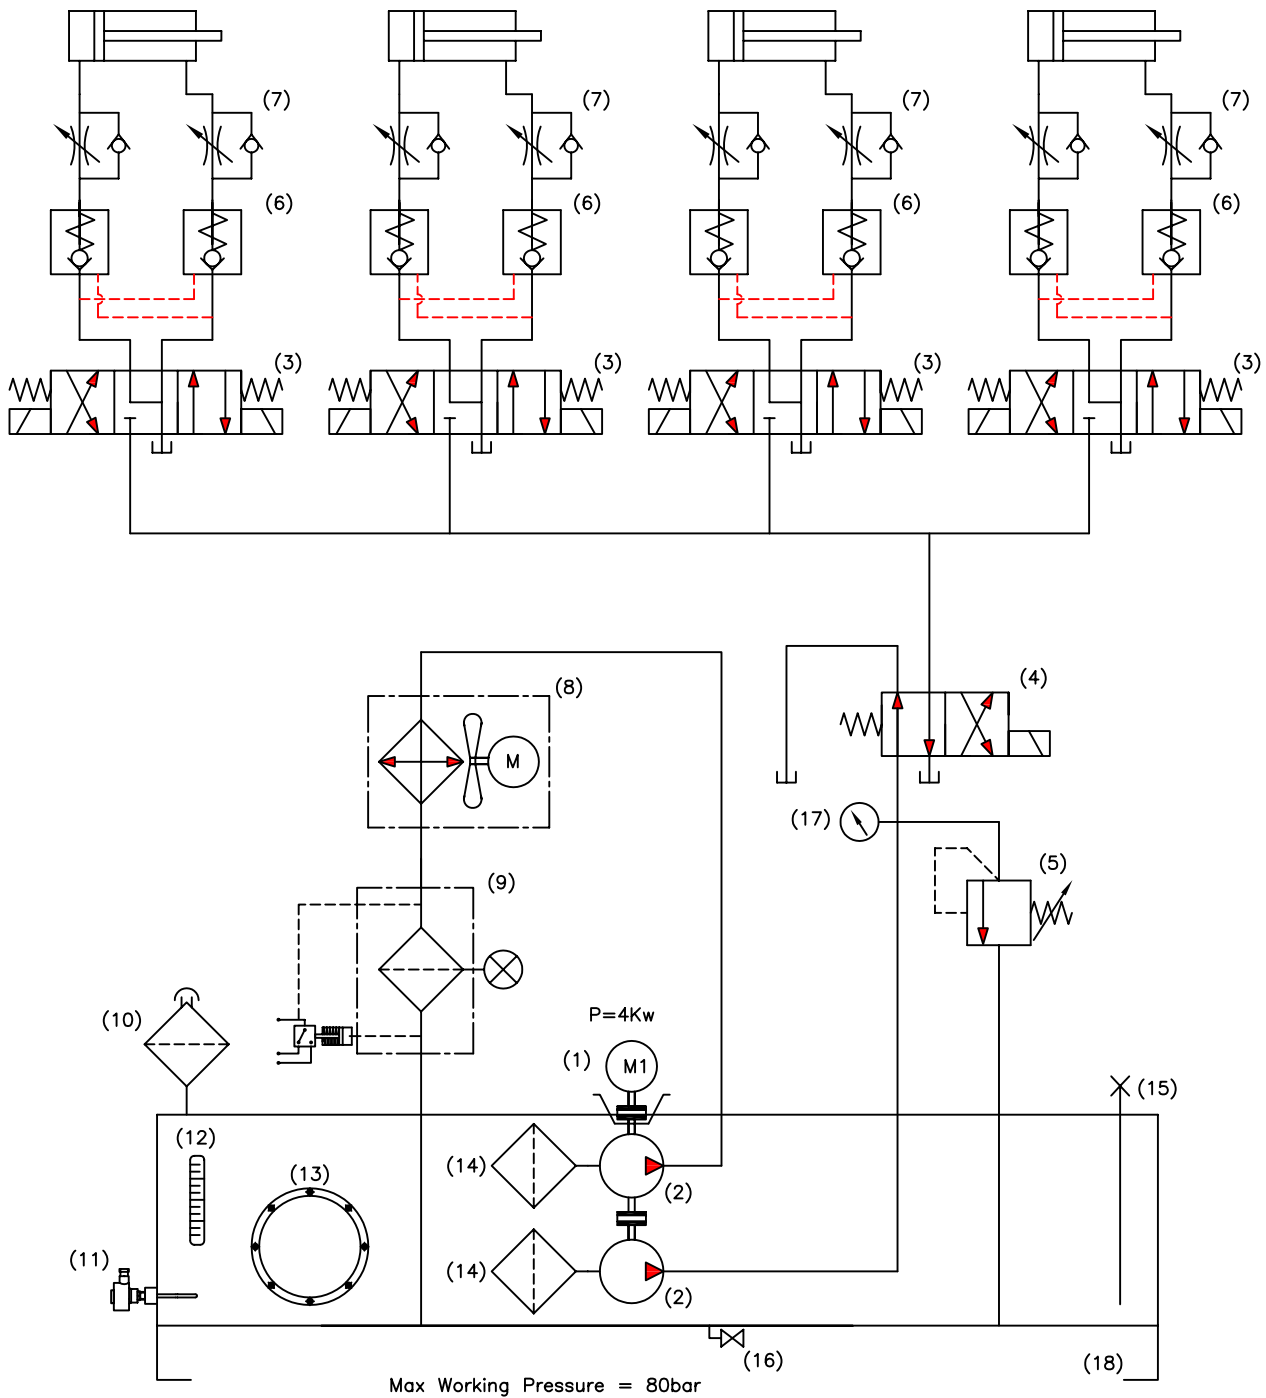 (7) (7) (7) (7)
(6) (6) (6) (6)
(3) (3) (3) (3)
(4)
(8)
M
(17)
(5)
(9)
P=4Kw
(10)
(1) M1
(15)
(12)
(13)
(14)
(2)
(11)
(14)
(2)
(16)
(18)
Max Working Pressure = 80bar